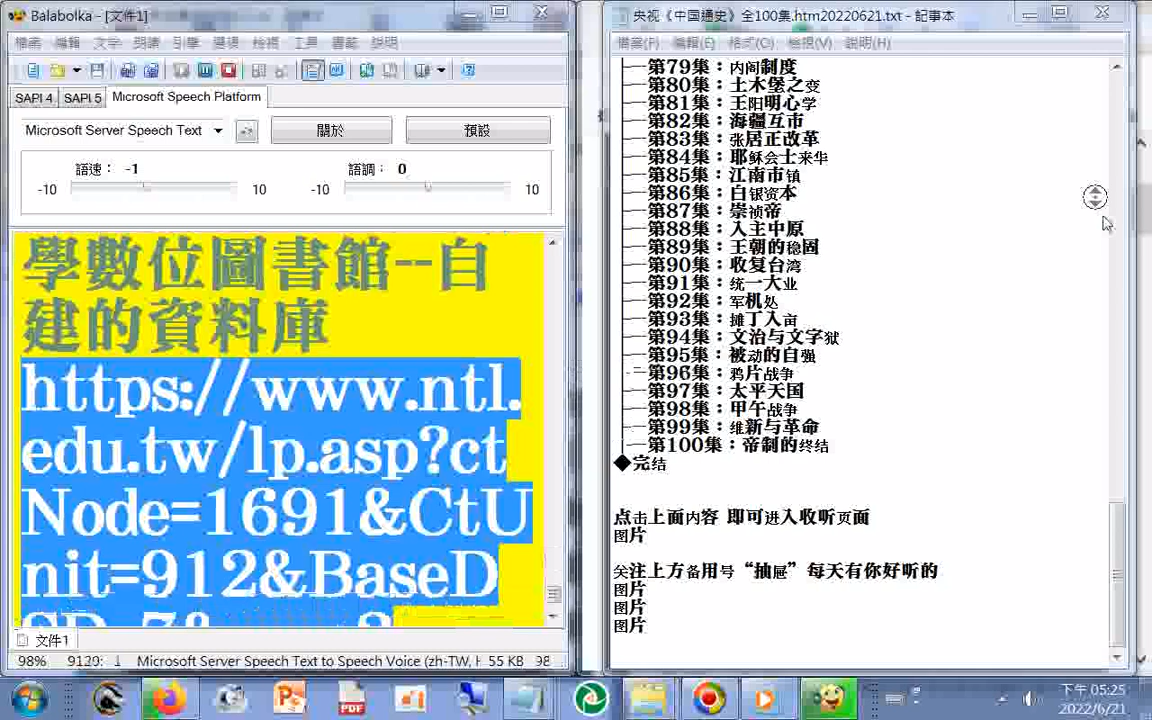 Balabolka - [文件1]
檔案 編輯 文字 朗讀 引擎 選項 檢視 工具 書籤 說明
SAPI 4 SAPI 5 Microsoft Speech Platform
Microsoft Server Speech Text
關於
預設
語速： -1
語調： 0
-10 10 -10 10
學數位圖書館--自
建的資料庫
https://www.ntl.
edu.tw/lp.asp?ct
Node=1691&CtU
nit=912&BaseD
文件1
98% 9120: 1 Microsoft Server Speech Text to Speech Voice (zh-TW, H 55 KB 98
央视《中国通史》全100集.htm20220621.txt - 記事本
檔案(F) 編輯(E) 格式(O) 檢視(V) 說明(H)
├─第79集：内阁制度
├─第80集：土木堡之变
├─第81集：王阳明心学
├─第82集：海疆互市
├─第83集：张居正改革
├─第84集：耶稣会士来华
├─第85集：江南市镇
├─第86集：白银资本
├─第87集：崇祯帝
├─第88集：入主中原
├─第89集：王朝的稳固
├─第90集：收复台湾
├─第91集：统一大业
├─第92集：军机处
├─第93集：摊丁入亩
├─第94集：文治与文字狱
├─第95集：被动的自强
├─第96集：鸦片战争
├─第97集：太平天国
├─第98集：甲午战争
├─第99集：维新与革命
├─第100集：帝制的终结
◆完结
点击上面内容 即可进入收听页面
图片
关注上方备用号“抽屉”每天有你好听的
图片
图片
图片
PDF
下午 05:25
2022/6/21